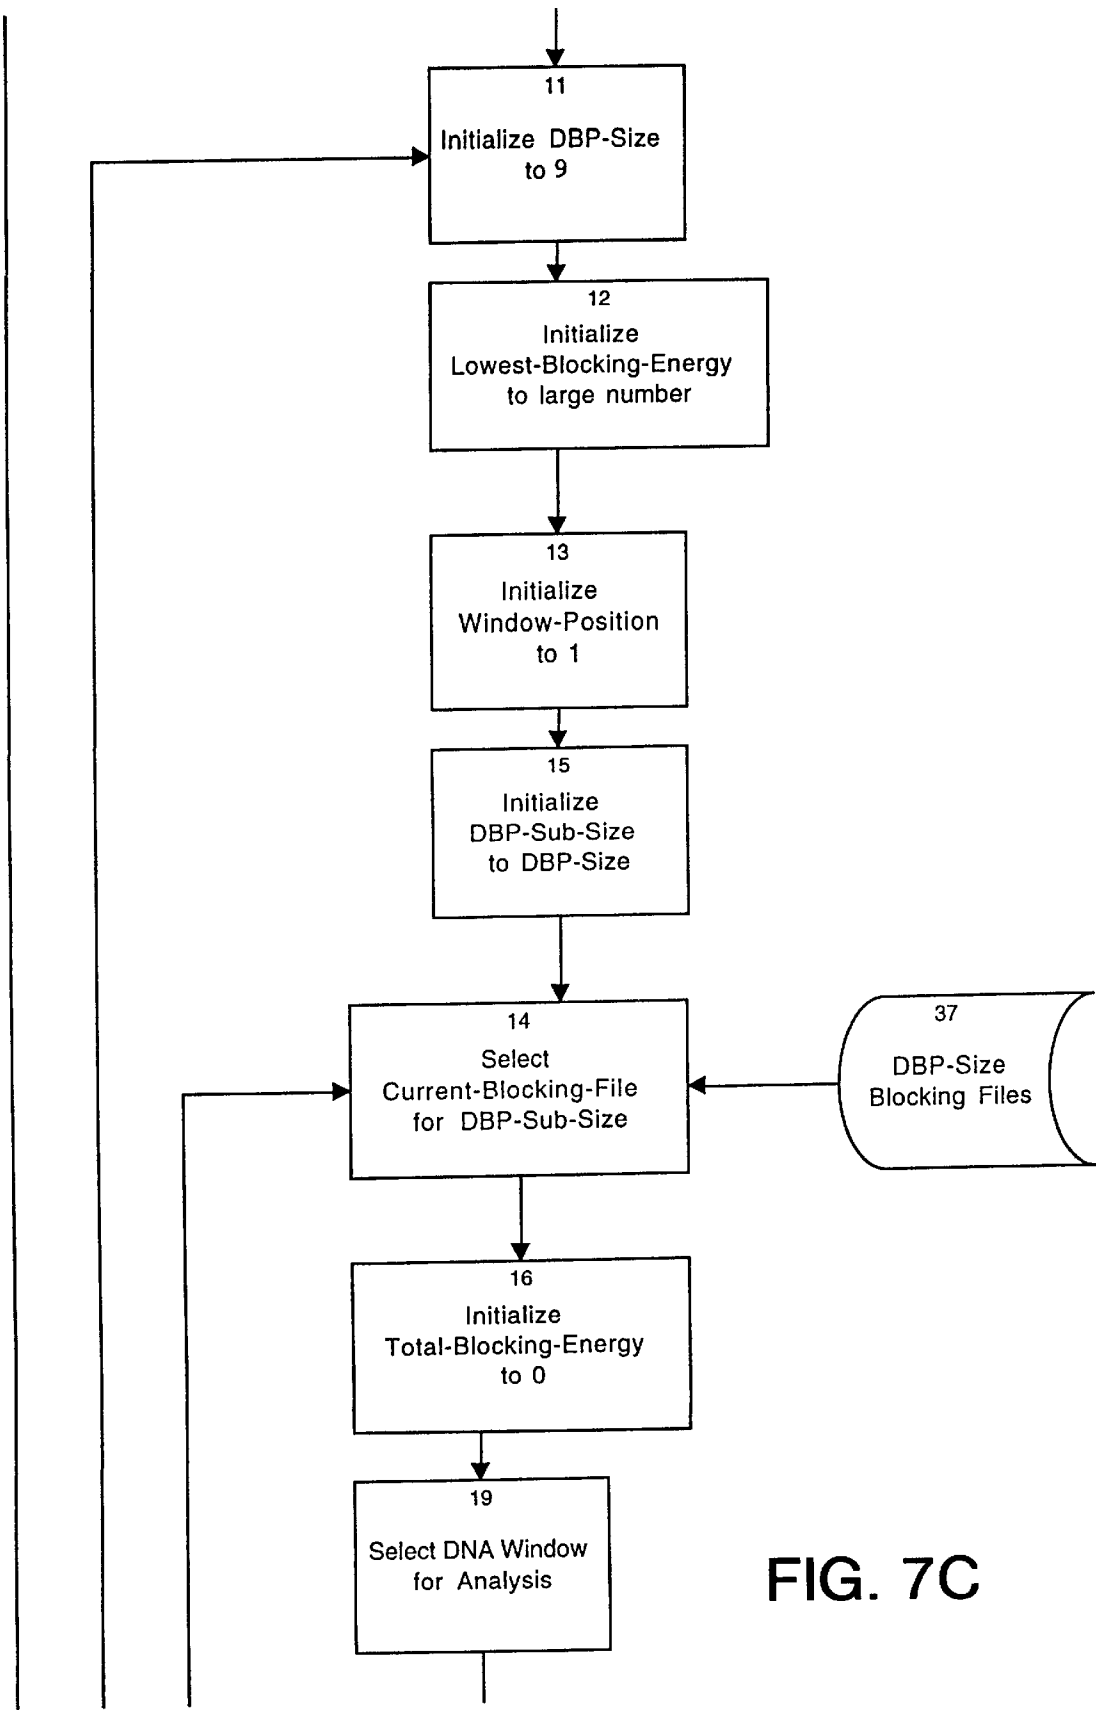 11
Initialize DBP-Size
to 9
12
Initialize
Lowest-Blocking-Energy
to large number
13
Initialize
Window-Position
to 1
15
Initialize
DBP-Sub-Size
to DBP-Size
14
Select
Current-Blocking-File
for DBP-Sub-Size
37
DBP-Size
Blocking Files
16
Initialize
Total-Blocking-Energy
to 0
19
Select DNA Window
for Analysis
FIG. 7C